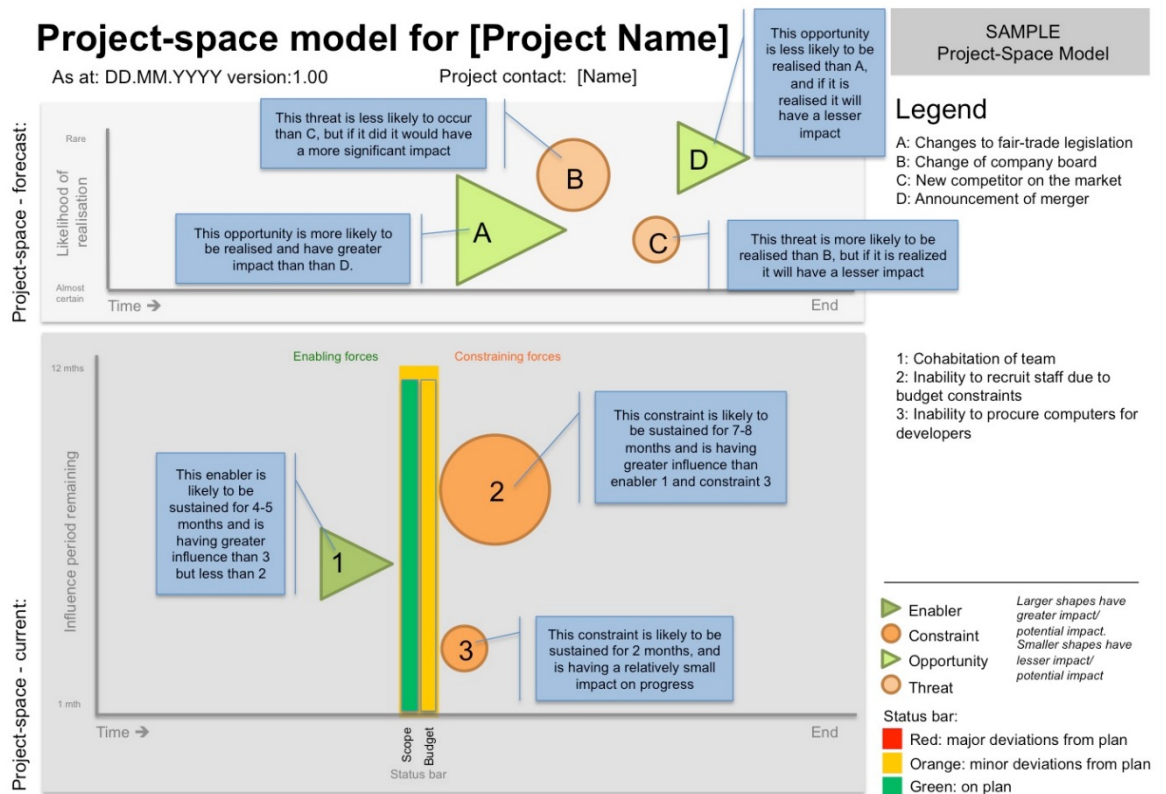 Project-space model for [Project Name]
As at: DD.MM.YYYY version:1.00
Project contact: [Name]
SAMPLE
Project-Space Model
Project-space - forecast:
Rare
Likelihood of
realisation
Almost
certain
Time →
End
This threat is less likely to occur
than C, but if it did it would have
a more significant impact
This opportunity
is less likely to be
realised than A,
and if it is
realised it will
have a lesser
impact
This opportunity is more likely to
be realised and have greater
impact than than D.
This threat is more likely to be
realised than B, but if it is realized
it will have a lesser impact
A
B
C
D
Legend
A: Changes to fair-trade legislation
B: Change of company board
C: New competitor on the market
D: Announcement of merger
Project-space - current:
12 mths
Influence period remaining
1 mth
Enabling forces
Constraining forces
This enabler is
likely to be
sustained for 4-5
months and is
having greater
influence than 3
but less than 2
This constraint is likely to
be sustained for 7-8
months and is having
greater influence than
enabler 1 and constraint 3
This constraint is likely to be
sustained for 2 months, and
is having a relatively small
impact on progress
1
2
3
Time →
End
Scope
Budget
Status bar
1: Cohabitation of team
2: Inability to recruit staff due to
budget constraints
3: Inability to procure computers for
developers
Enabler
Constraint
Opportunity
Threat
Larger shapes have
greater impact/
potential impact.
Smaller shapes have
lesser impact/
potential impact
Status bar:
Red: major deviations from plan
Orange: minor deviations from plan
Green: on plan